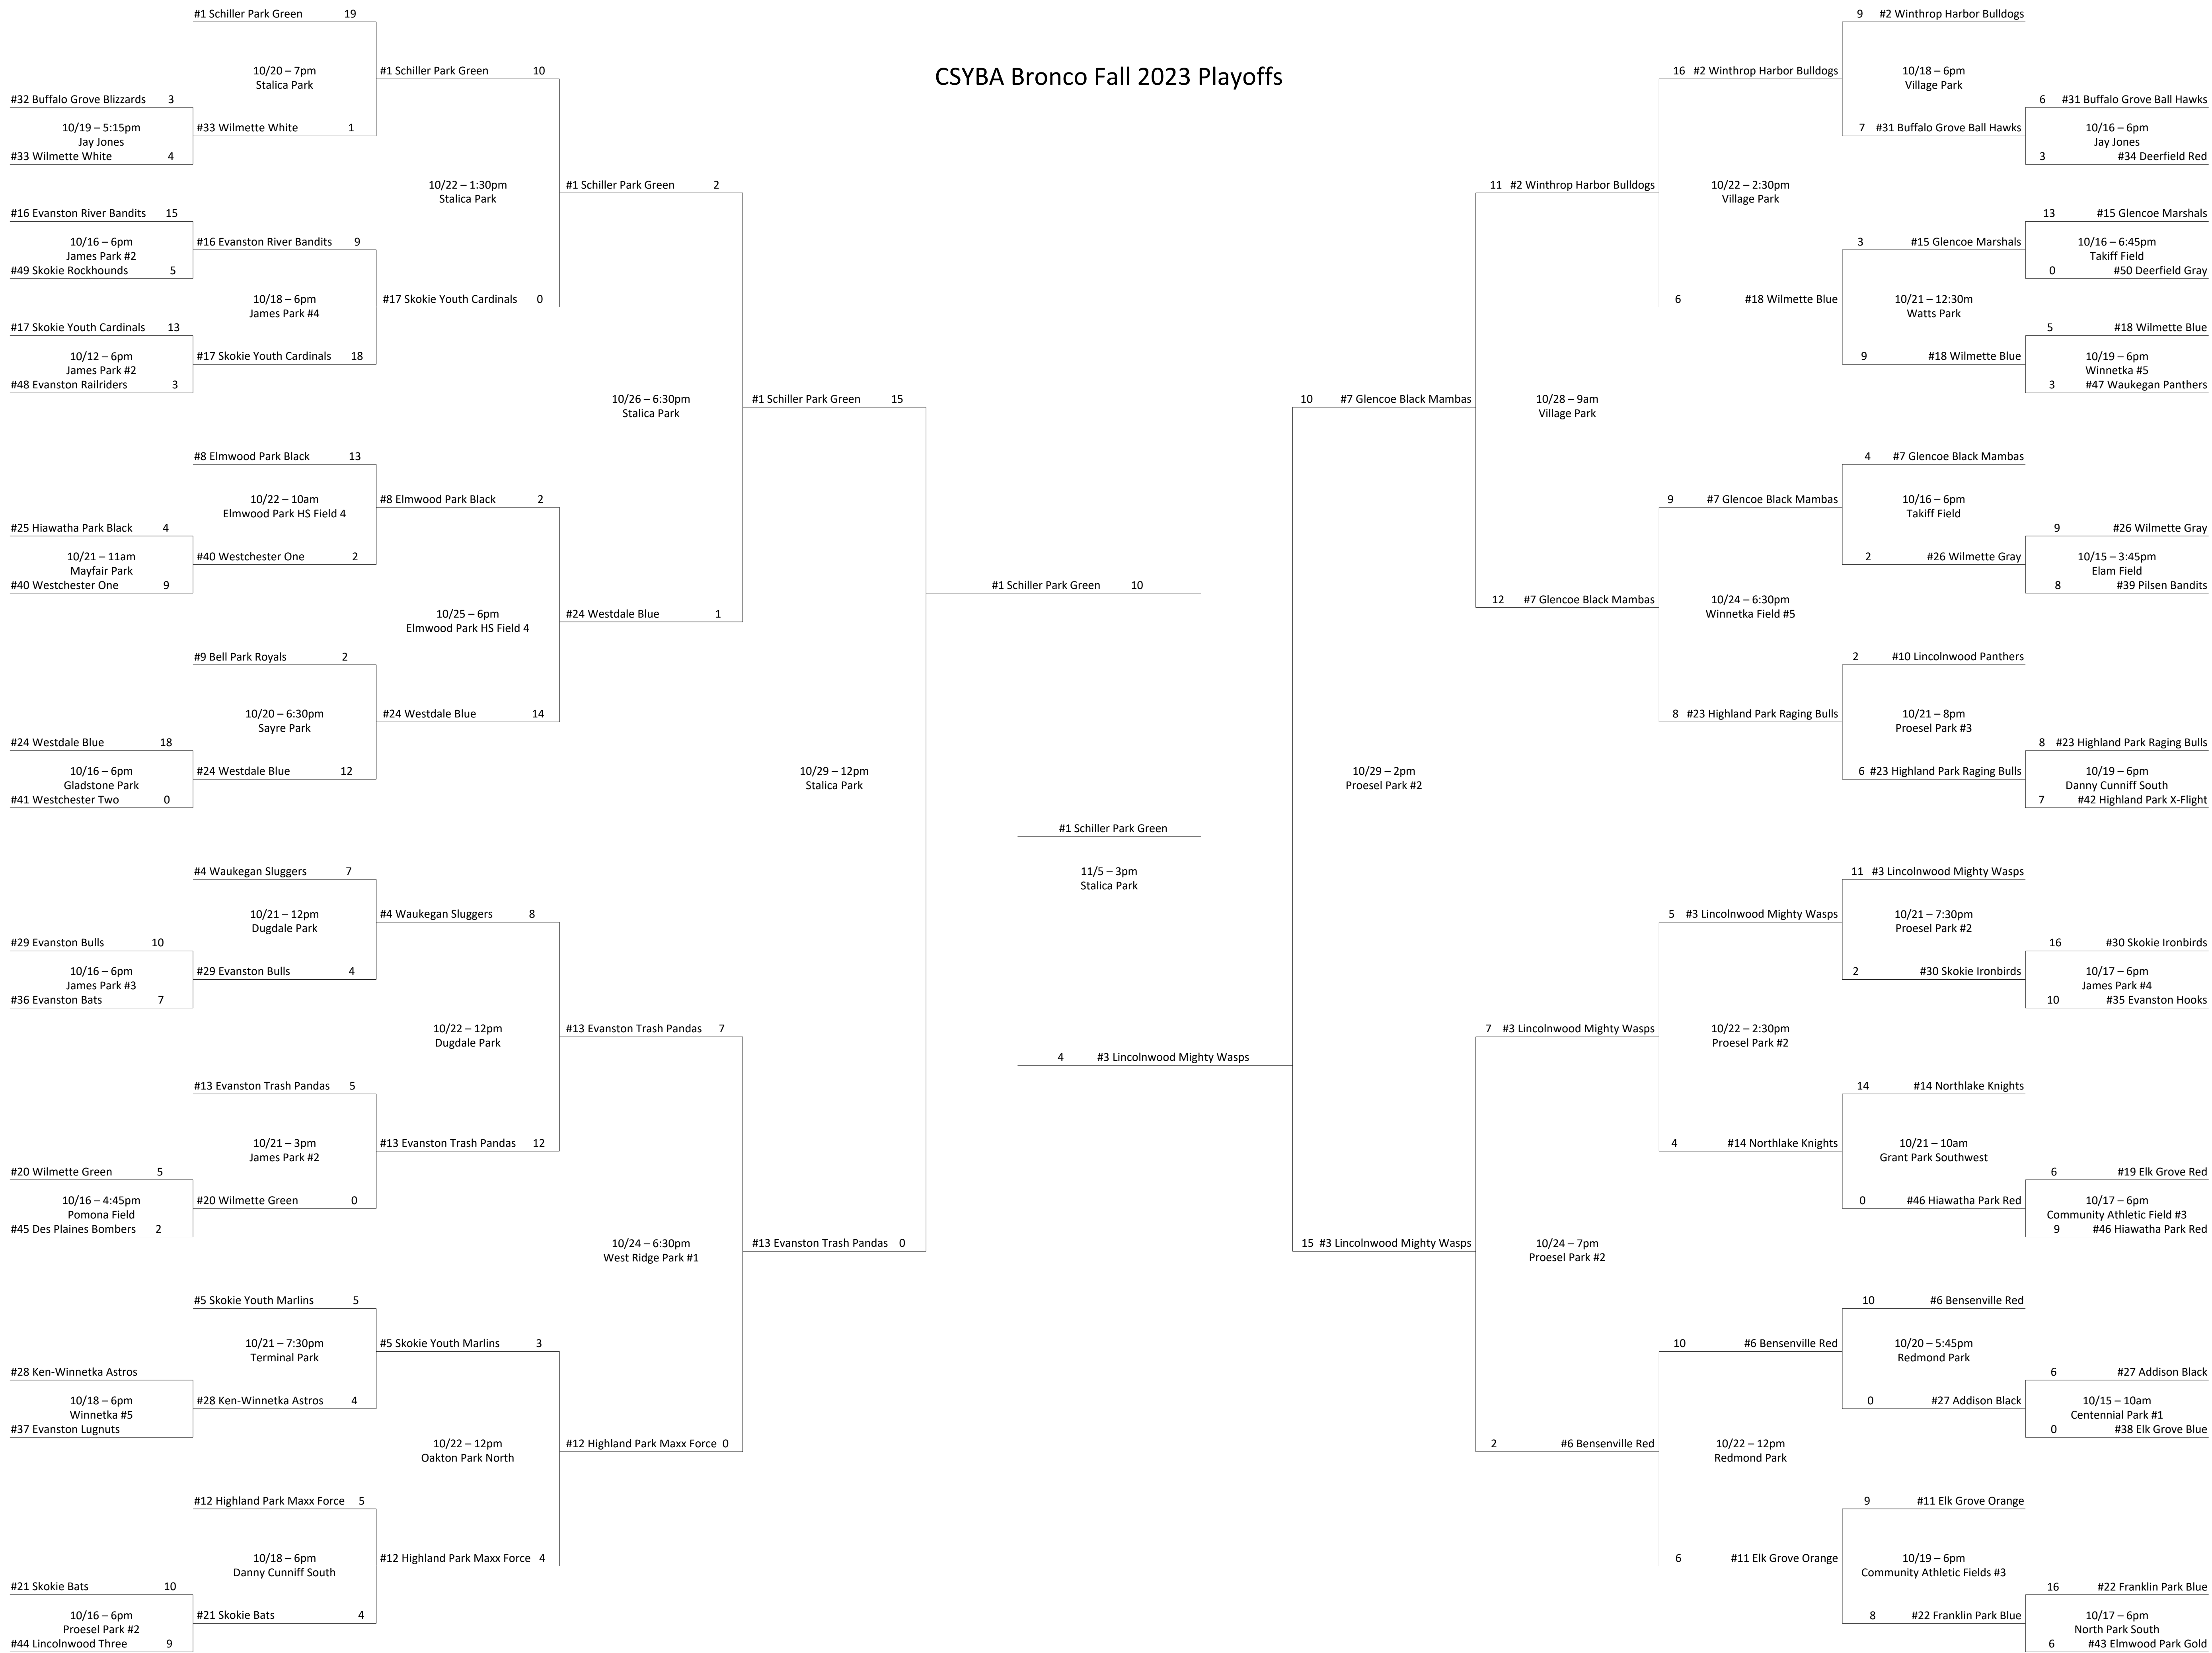 CSYBA Bronco Fall 2023 Playoffs
#1 Schiller Park Green 19
10/20 – 7pm
Stalica Park
#32 Buffalo Grove Blizzards 3
10/19 – 5:15pm
Jay Jones
#33 Wilmette White 4
#33 Wilmette White 1
#16 Evanston River Bandits 15
10/16 – 6pm
James Park #2
#49 Skokie Rockhounds 5
#16 Evanston River Bandits 9
10/18 – 6pm
James Park #4
#17 Skokie Youth Cardinals 13
10/12 – 6pm
James Park #2
#48 Evanston Railriders 3
#17 Skokie Youth Cardinals 18
#8 Elmwood Park Black 13
10/22 – 10am
Elmwood Park HS Field 4
#25 Hiawatha Park Black 4
10/21 – 11am
Mayfair Park
#40 Westchester One 9
#40 Westchester One 2
#9 Bell Park Royals 2
10/20 – 6:30pm
Sayre Park
#24 Westdale Blue 18
10/16 – 6pm
Gladstone Park
#41 Westchester Two 0
#24 Westdale Blue 12
#4 Waukegan Sluggers 7
10/21 – 12pm
Dugdale Park
#29 Evanston Bulls 10
10/16 – 6pm
James Park #3
#36 Evanston Bats 7
#29 Evanston Bulls 4
#13 Evanston Trash Pandas 5
10/21 – 3pm
James Park #2
#20 Wilmette Green 5
10/16 – 4:45pm
Pomona Field
#45 Des Plaines Bombers 2
#20 Wilmette Green 0
#5 Skokie Youth Marlins 5
10/21 – 7:30pm
Terminal Park
#28 Ken-Winnetka Astros
10/18 – 6pm
Winnetka #5
#37 Evanston Lugnuts
#28 Ken-Winnetka Astros 4
#12 Highland Park Maxx Force 5
10/18 – 6pm
Danny Cunniff South
#21 Skokie Bats 10
10/16 – 6pm
Proesel Park #2
#44 Lincolnwood Three 9
#21 Skokie Bats 4
#1 Schiller Park Green 10
10/22 – 1:30pm
Stalica Park
#17 Skokie Youth Cardinals 0
#8 Elmwood Park Black 2
10/25 – 6pm
Elmwood Park HS Field 4
#24 Westdale Blue 14
#4 Waukegan Sluggers 8
10/22 – 12pm
Dugdale Park
#13 Evanston Trash Pandas 12
#5 Skokie Youth Marlins 3
10/22 – 12pm
Oakton Park North
#12 Highland Park Maxx Force 4
#1 Schiller Park Green 2
10/26 – 6:30pm
Stalica Park
#24 Westdale Blue 1
#13 Evanston Trash Pandas 7
10/24 – 6:30pm
West Ridge Park #1
#12 Highland Park Maxx Force 0
#1 Schiller Park Green 15
10/29 – 12pm
Stalica Park
#13 Evanston Trash Pandas 0
#1 Schiller Park Green 10
#1 Schiller Park Green
11/5 – 3pm
Stalica Park
4 #3 Lincolnwood Mighty Wasps
10 #7 Glencoe Black Mambas
10/29 – 2pm
Proesel Park #2
15 #3 Lincolnwood Mighty Wasps
11 #2 Winthrop Harbor Bulldogs
10/28 – 9am
Village Park
12 #7 Glencoe Black Mambas
7 #3 Lincolnwood Mighty Wasps
10/24 – 7pm
Proesel Park #2
2 #6 Bensenville Red
16 #2 Winthrop Harbor Bulldogs
10/22 – 2:30pm
Village Park
6 #18 Wilmette Blue
9 #7 Glencoe Black Mambas
10/24 – 6:30pm
Winnetka Field #5
8 #23 Highland Park Raging Bulls
5 #3 Lincolnwood Mighty Wasps
10/22 – 2:30pm
Proesel Park #2
4 #14 Northlake Knights
10 #6 Bensenville Red
10/22 – 12pm
Redmond Park
6 #11 Elk Grove Orange
9 #2 Winthrop Harbor Bulldogs
10/18 – 6pm
Village Park
7 #31 Buffalo Grove Ball Hawks
6 #31 Buffalo Grove Ball Hawks
10/16 – 6pm
Jay Jones
3 #34 Deerfield Red
3 #15 Glencoe Marshals
10/21 – 12:30m
Watts Park
9 #18 Wilmette Blue
13 #15 Glencoe Marshals
10/16 – 6:45pm
Takiff Field
0 #50 Deerfield Gray
5 #18 Wilmette Blue
10/19 – 6pm
Winnetka #5
3 #47 Waukegan Panthers
4 #7 Glencoe Black Mambas
10/16 – 6pm
Takiff Field
2 #26 Wilmette Gray
9 #26 Wilmette Gray
10/15 – 3:45pm
Elam Field
8 #39 Pilsen Bandits
2 #10 Lincolnwood Panthers
10/21 – 8pm
Proesel Park #3
6 #23 Highland Park Raging Bulls
8 #23 Highland Park Raging Bulls
10/19 – 6pm
Danny Cunniff South
7 #42 Highland Park X-Flight
11 #3 Lincolnwood Mighty Wasps
10/21 – 7:30pm
Proesel Park #2
2 #30 Skokie Ironbirds
16 #30 Skokie Ironbirds
10/17 – 6pm
James Park #4
10 #35 Evanston Hooks
14 #14 Northlake Knights
10/21 – 10am
Grant Park Southwest
0 #46 Hiawatha Park Red
6 #19 Elk Grove Red
10/17 – 6pm
Community Athletic Field #3
9 #46 Hiawatha Park Red
10 #6 Bensenville Red
10/20 – 5:45pm
Redmond Park
0 #27 Addison Black
6 #27 Addison Black
10/15 – 10am
Centennial Park #1
0 #38 Elk Grove Blue
9 #11 Elk Grove Orange
10/19 – 6pm
Community Athletic Fields #3
8 #22 Franklin Park Blue
16 #22 Franklin Park Blue
10/17 – 6pm
North Park South
6 #43 Elmwood Park Gold